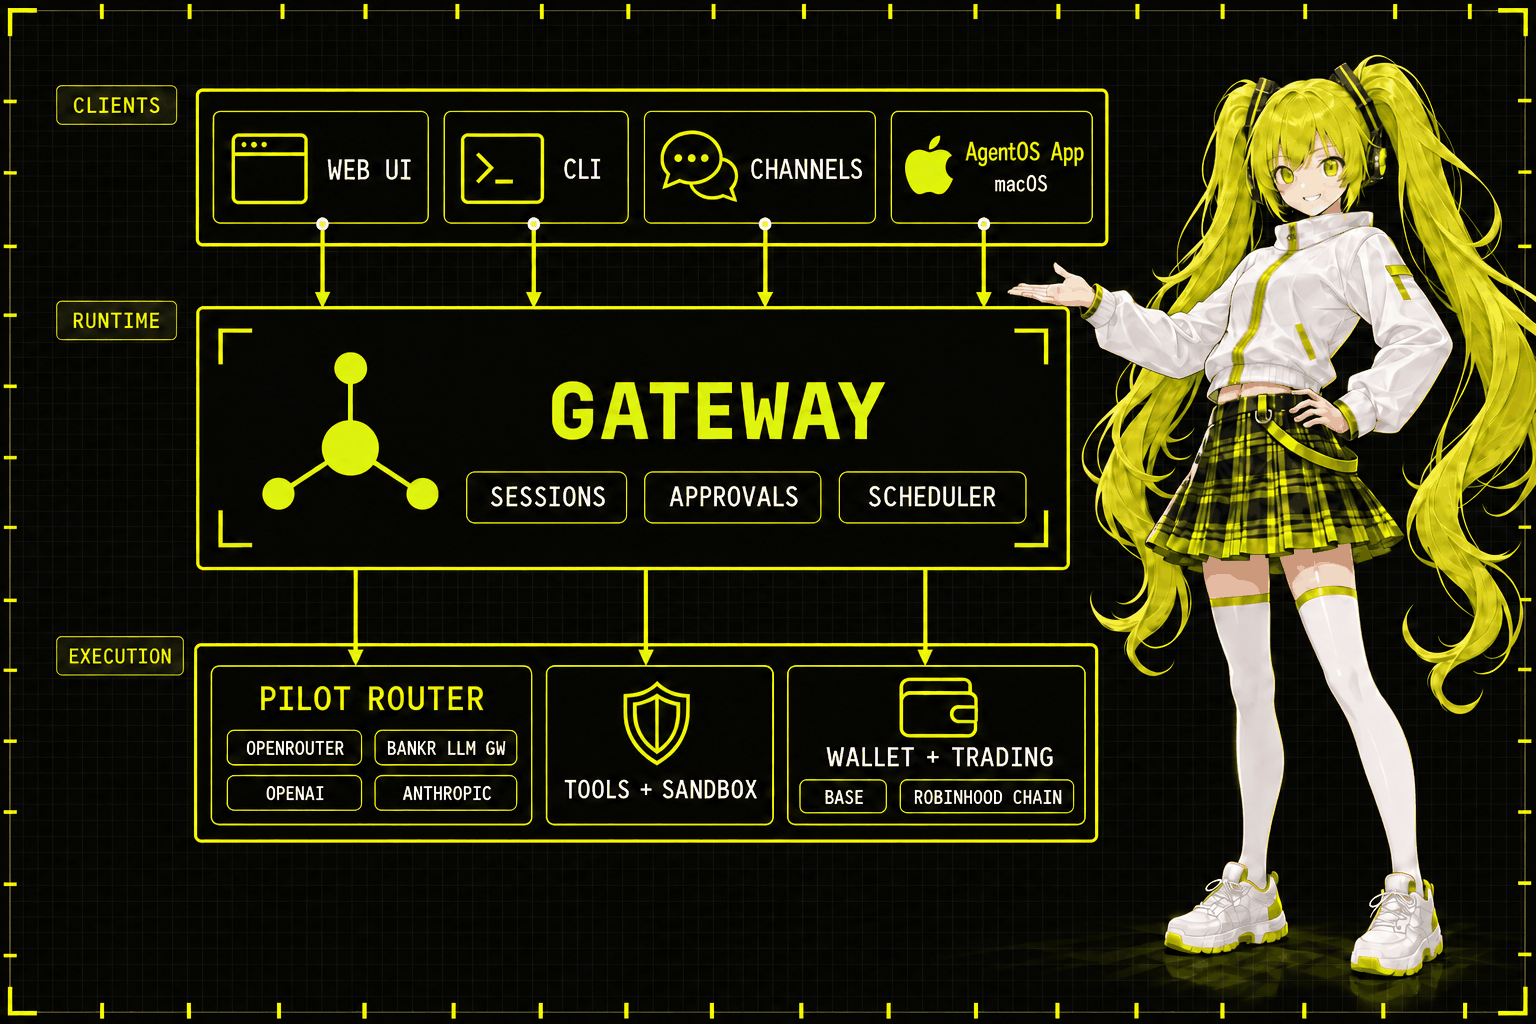 CLIENTS
WEB UI
CLI
CHANNELS
AgentOS App
macOS
RUNTIME
GATEWAY
SESSIONS
APPROVALS
SCHEDULER
EXECUTION
PILOT ROUTER
OPENROUTER
BANKR LLM GW
OPENAI
ANTHROPIC
TOOLS + SANDBOX
WALLET + TRADING
BASE
ROBINHOOD CHAIN